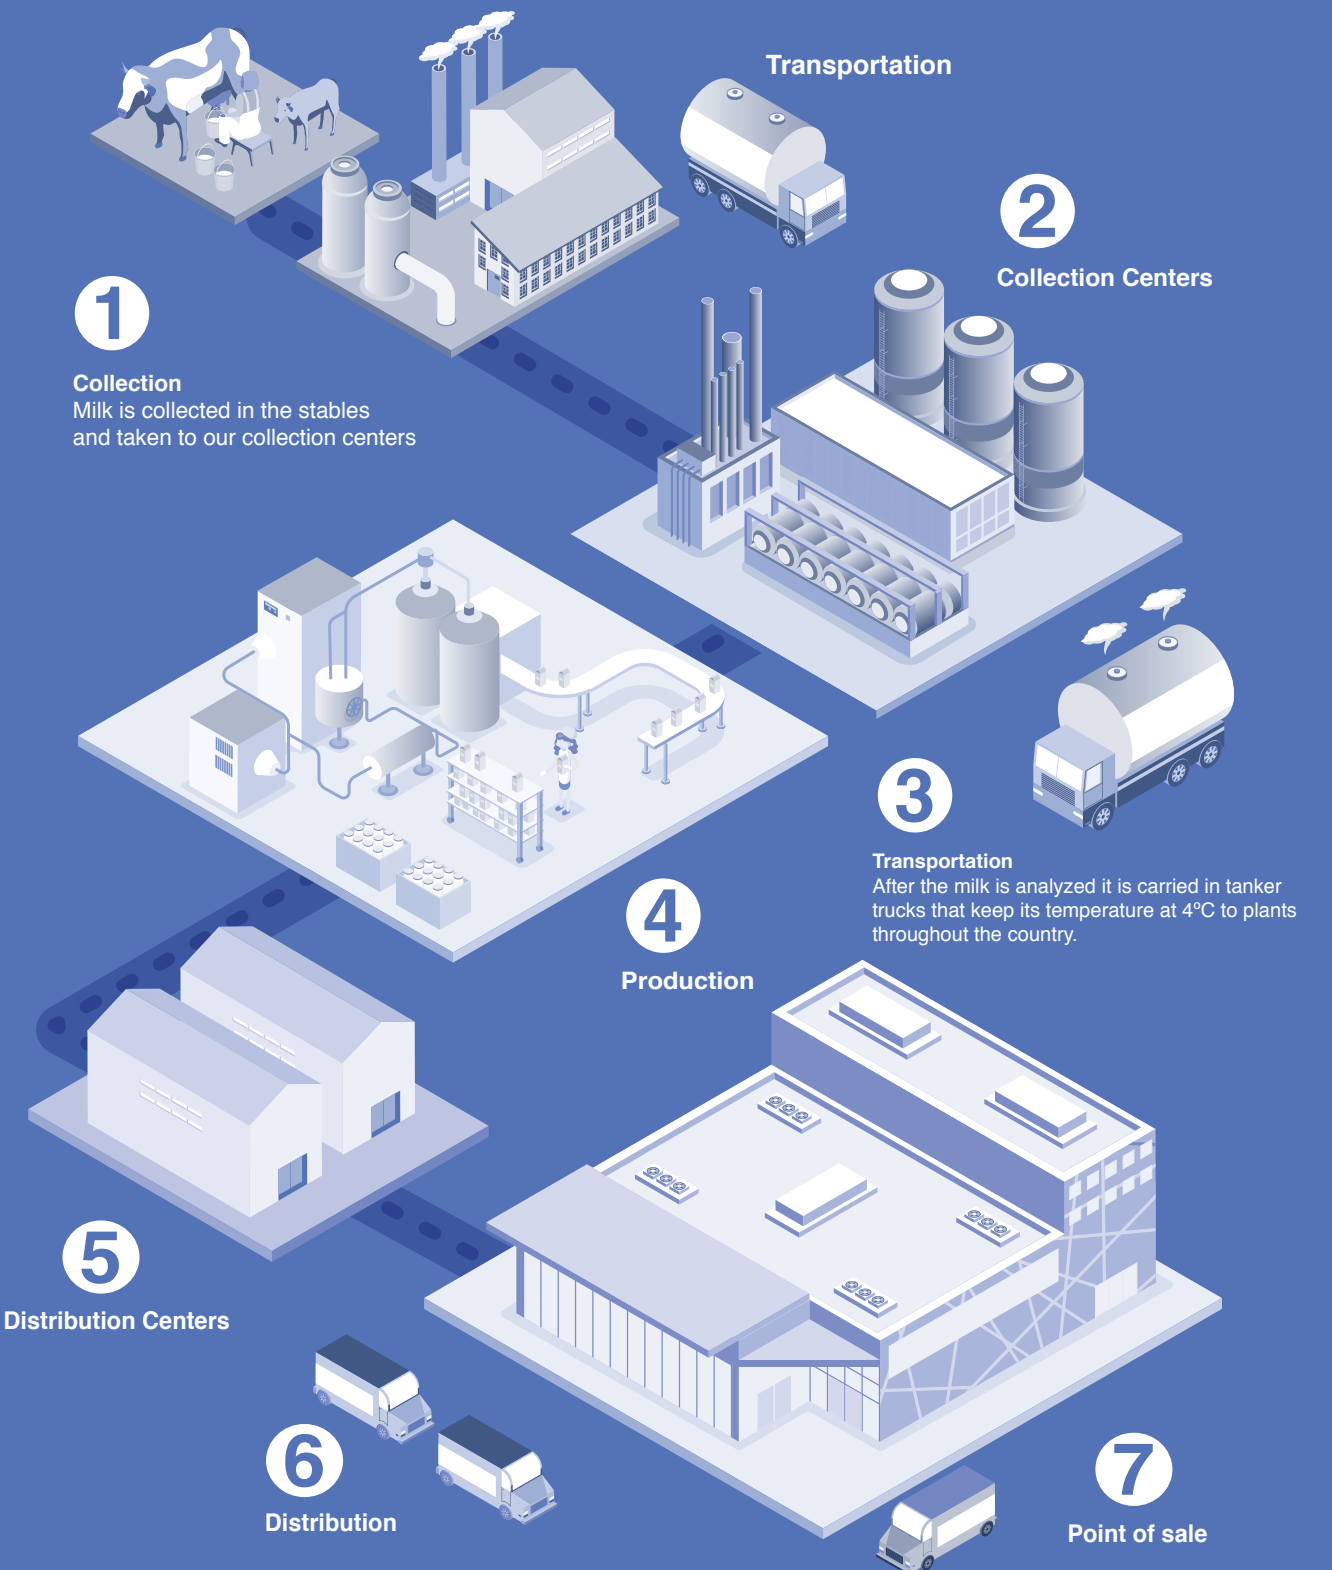 Transportation
2
Collection Centers
1
Collection
Milk is collected in the stables
and taken to our collection centers
3
Transportation
After the milk is analyzed it is carried in tanker
trucks that keep its temperature at 4ºC to plants
throughout the country.
4
Production
5
Distribution Centers
6
Distribution
7
Point of sale